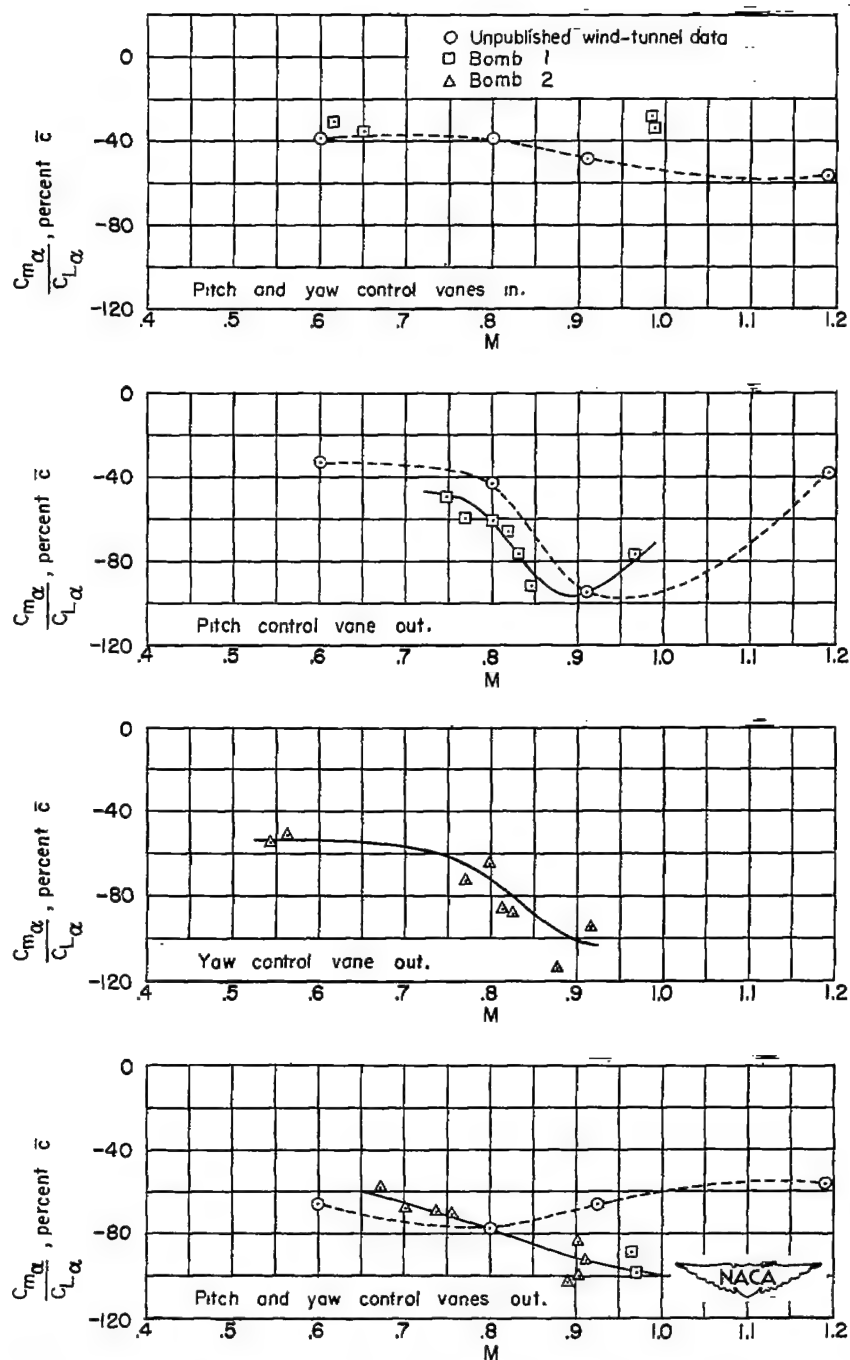 ○ Unpublished wind-tunnel data
□ Bomb 1
△ Bomb 2
0
-40
-80
-120
Cmα/CLα, percent c̄
Pitch and yaw control vanes in.
.4 .5 .6 .7 .8 .9 1.0 1.1 1.2
M
0
-40
-80
-120
Cmα/CLα, percent c̄
Pitch control vane out.
.4 .5 .6 .7 .8 .9 1.0 1.1 1.2
M
0
-40
-80
-120
Cmα/CLα, percent c̄
Yaw control vane out.
.4 .5 .6 .7 .8 .9 1.0 1.1 1.2
M
0
-40
-80
-120
Cmα/CLα, percent c̄
Pitch and yaw control vanes out.
NACA
.4 .5 .6 .7 .8 .9 1.0 1.1 1.2
M